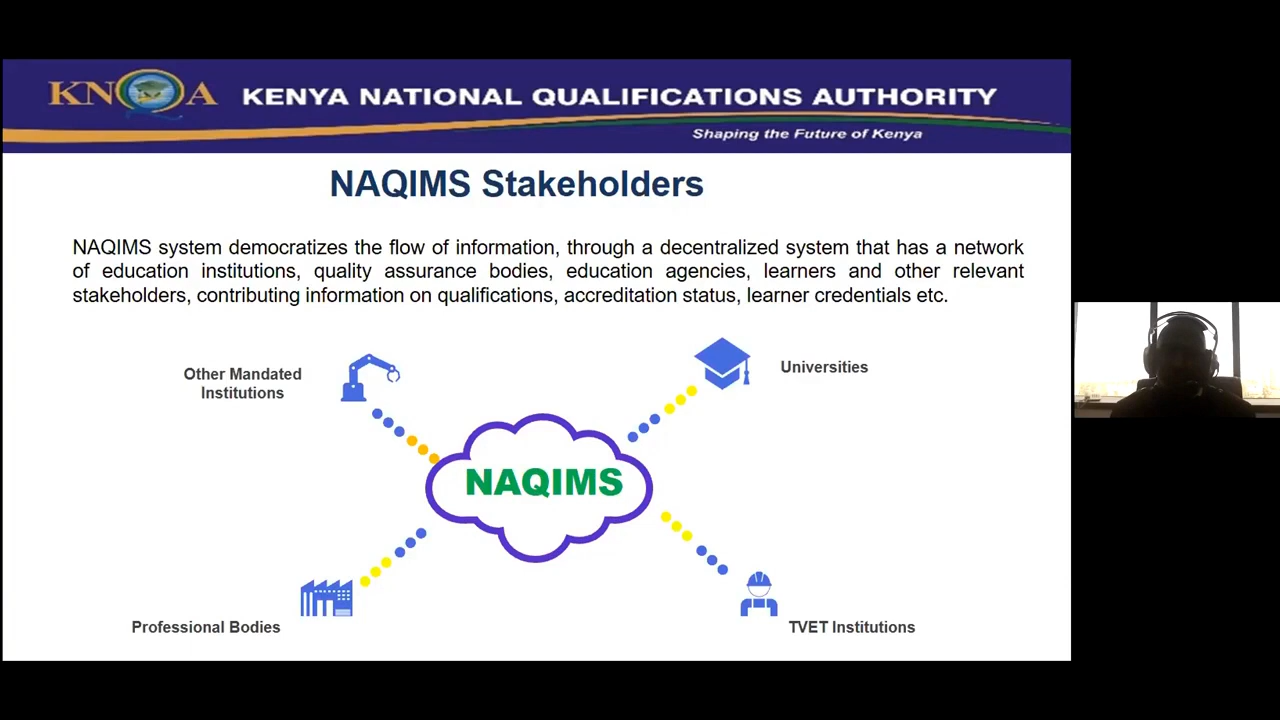 KNQA KENYA NATIONAL QUALIFICATIONS AUTHORITY
Shaping the Future of Kenya
NAQIMS Stakeholders
NAQIMS system democratizes the flow of information, through a decentralized system that has a network
of education institutions, quality assurance bodies, education agencies, learners and other relevant
stakeholders, contributing information on qualifications, accreditation status, learner credentials etc.
Other Mandated
Institutions
Universities
NAQIMS
Professional Bodies
TVET Institutions